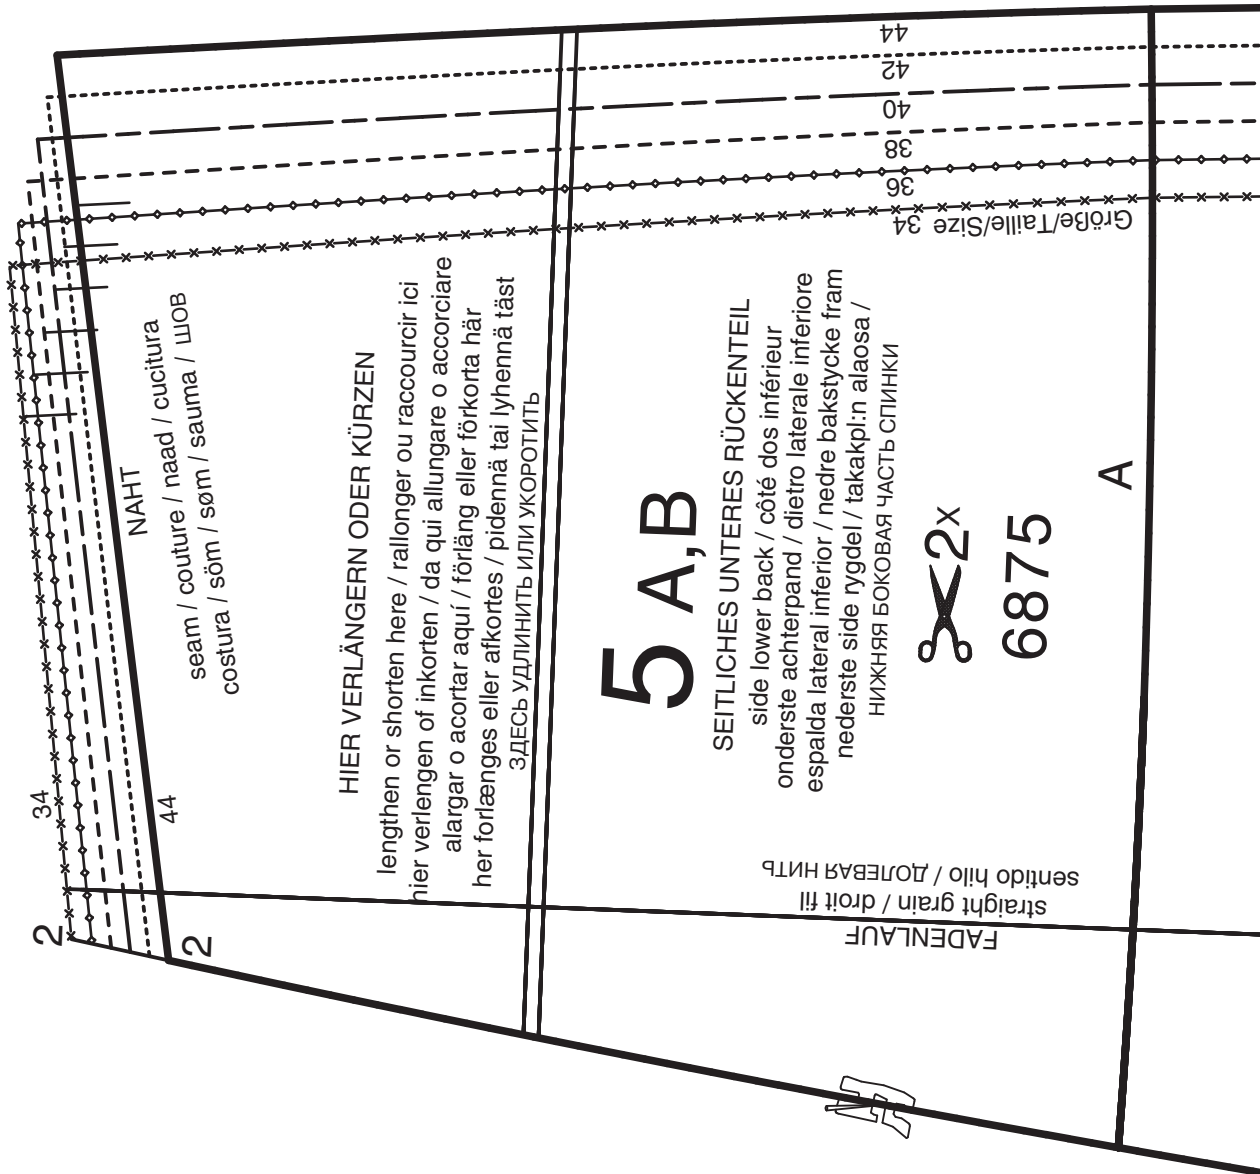 44
42
40
38
36
Größe/Taille/Size 34
2
34
44
2
NAHT
seam / couture / naad / cucitura
costura / söm / søm / sauma / ШОВ
HIER VERLÄNGERN ODER KÜRZEN
lengthen or shorten here / rallonger ou raccourcir ici
hier verlengen of inkorten / da qui allungare o accorciare
alargar o acortar aquí / förläng eller förkorta här
her forlænges eller afkortes / pidennä tai lyhennä täst
ЗДЕСЬ УДЛИНИТЬ ИЛИ УКОРОТИТЬ
5 A,B
SEITLICHES UNTERES RÜCKENTEIL
side lower back / côté dos inférieur
onderste achterpand / dietro laterale inferiore
espalda lateral inferior / nedre bakstycke fram
nederste side rygdel / takakpl:n alaosa /
НИЖНЯЯ БОКОВАЯ ЧАСТЬ СПИНКИ
2x
6875
A
FADENLAUF
straight grain / droit fil
sentido hilo / ДОЛЕВАЯ НИТЬ